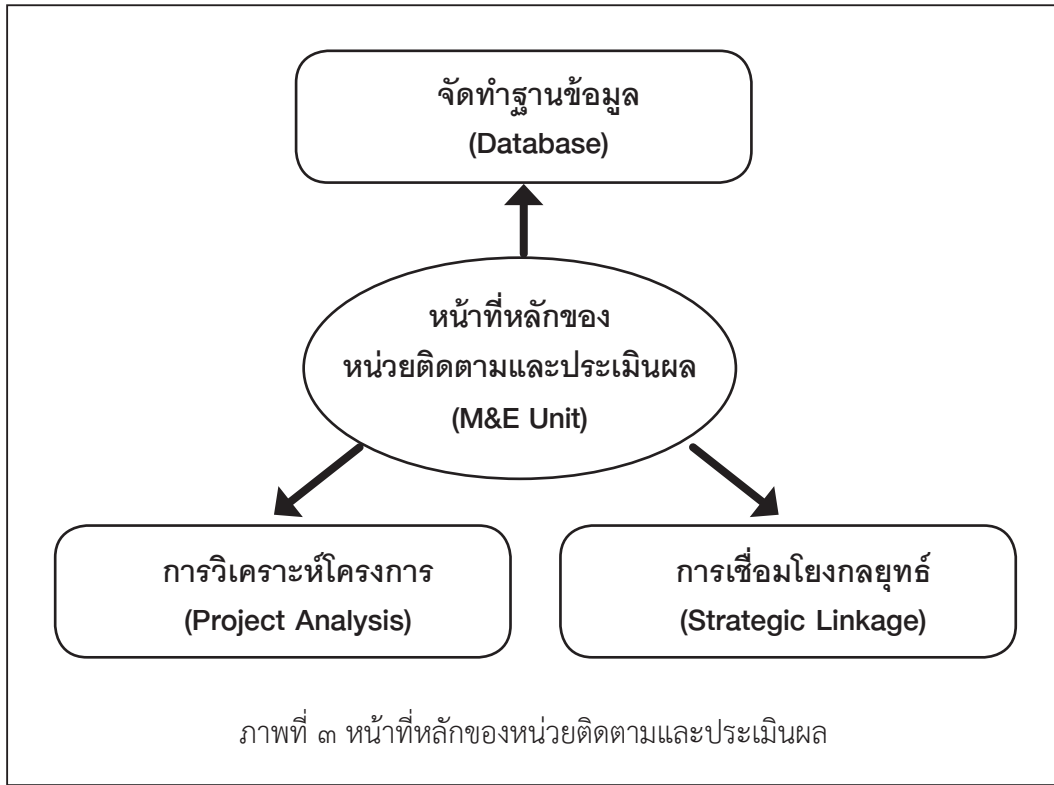 จัดทำฐานข้อมูล
(Database)
หน้าที่หลักของ
หน่วยติดตามและประเมินผล
(M&E Unit)
การวิเคราะห์โครงการ
(Project Analysis)
การเชื่อมโยงกลยุทธ์
(Strategic Linkage)
ภาพที่ ๓ หน้าที่หลักของหน่วยติดตามและประเมินผล